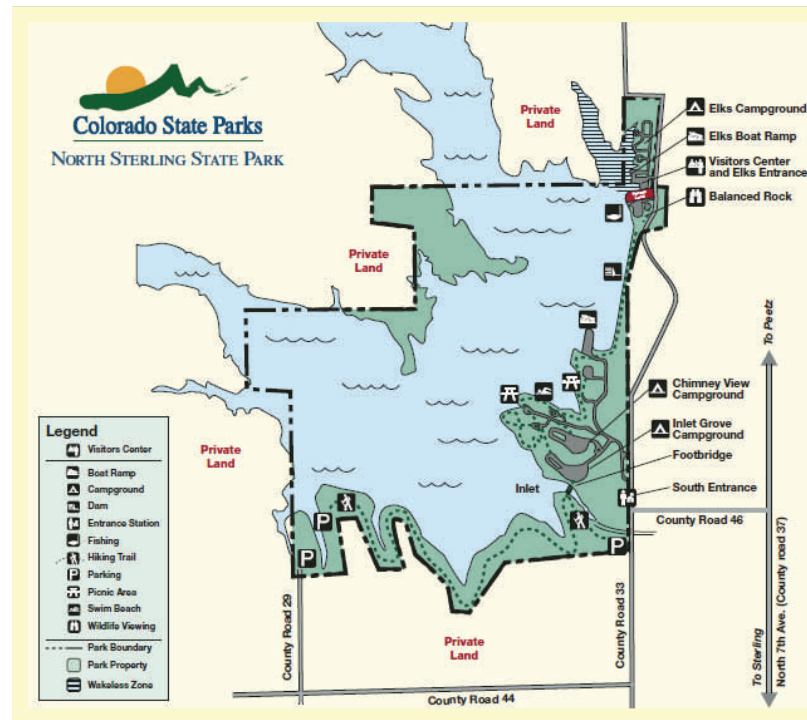 Colorado State Parks
NORTH STERLING STATE PARK
Private
Land
Elks Campground
Elks Boat Ramp
Visitors Center
and Elks Entrance
Balanced Rock
Private
Land
To Peetz
Chimney View
Campground
Inlet Grove
Campground
Footbridge
South Entrance
Inlet
County Road 46
Private
Land
Legend
Visitors Center
Boat Ramp
Campground
Dam
Entrance Station
Fishing
Hiking Trail
P Parking
Picnic Area
Swim Beach
Wildlife Viewing
Park Boundary
Park Property
Wakeless Zone
P
P
P
County Road 29
County Road 33
Private
Land
County Road 44
To Sterling
North 7th Ave. (County road 37)